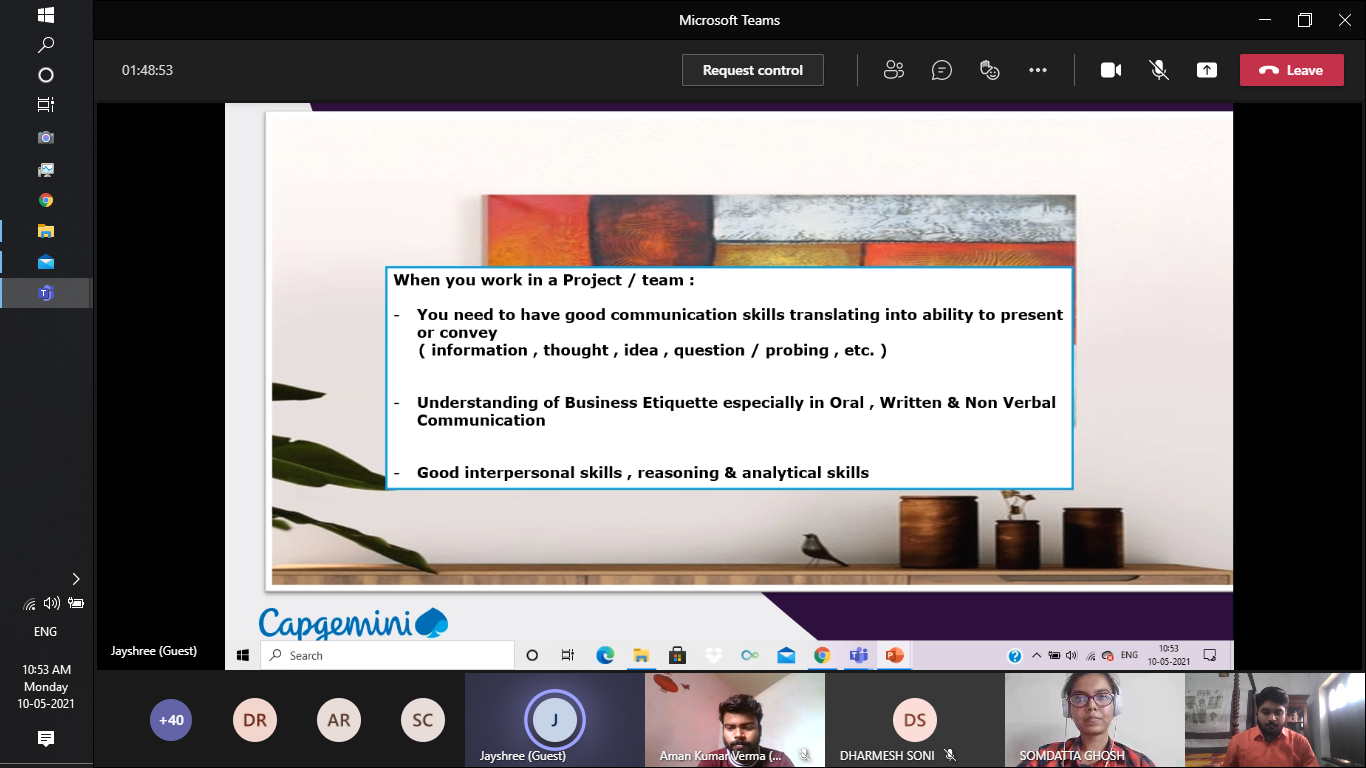 Microsoft Teams
01:48:53
Request control
Leave
When you work in a Project / team :
- You need to have good communication skills translating into ability to present
or convey
( information , thought , idea , question / probing , etc. )
- Understanding of Business Etiquette especially in Oral , Written & Non Verbal
Communication
- Good interpersonal skills , reasoning & analytical skills
Capgemini
Jayshree (Guest)
Search
ENG
10:53
10-05-2021
ENG
10:53 AM
Monday
10-05-2021
+40
DR
AR
SC
J
Jayshree (Guest)
Aman Kumar Verma (...
DS
DHARMESH SONI
SOMDATTA GHOSH